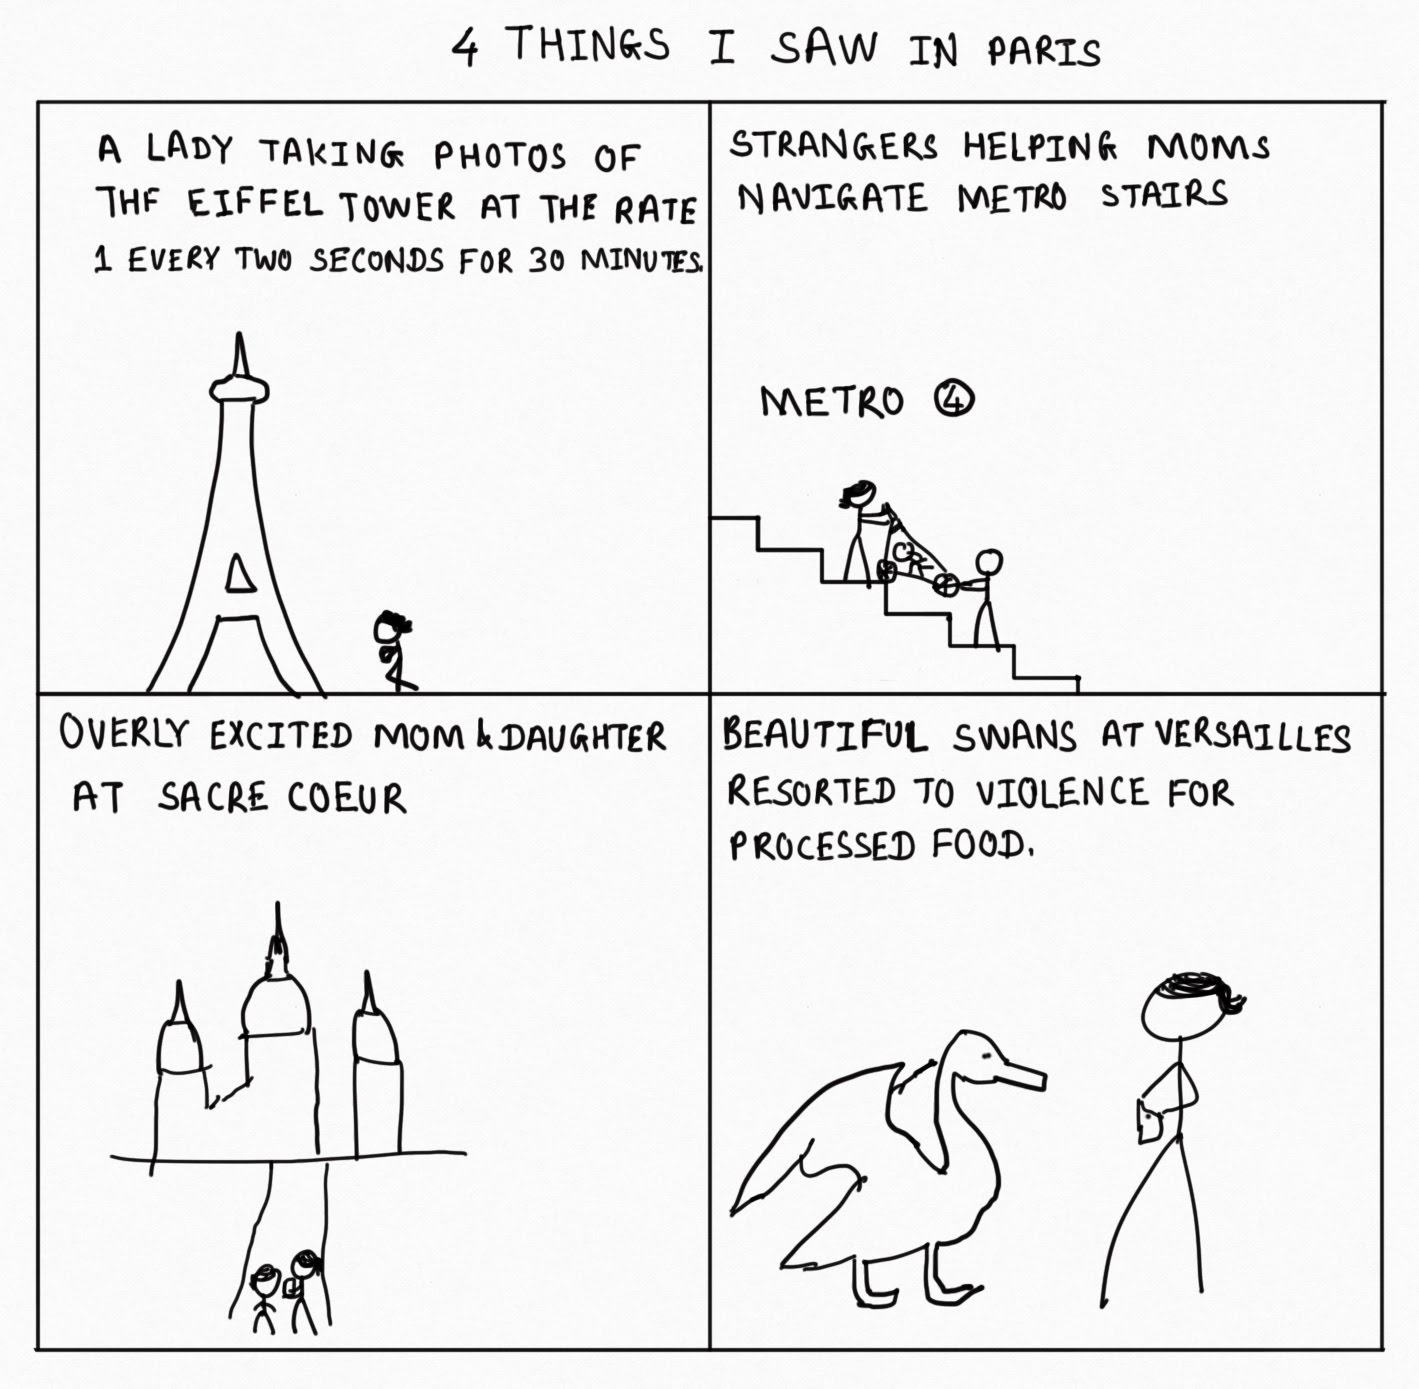 4 THINGS I SAW IN PARIS
A LADY TAKING PHOTOS OF
THF EIFFEL TOWER AT THE RATE
1 EVERY TWO SECONDS FOR 30 MINUTES.
STRANGERS HELPING MOMS
NAVIGATE METRO STAIRS
METRO ④
OVERLY EXCITED MOM & DAUGHTER
AT SACRE COEUR
BEAUTIFUL SWANS AT VERSAILLES
RESORTED TO VIOLENCE FOR
PROCESSED FOOD.